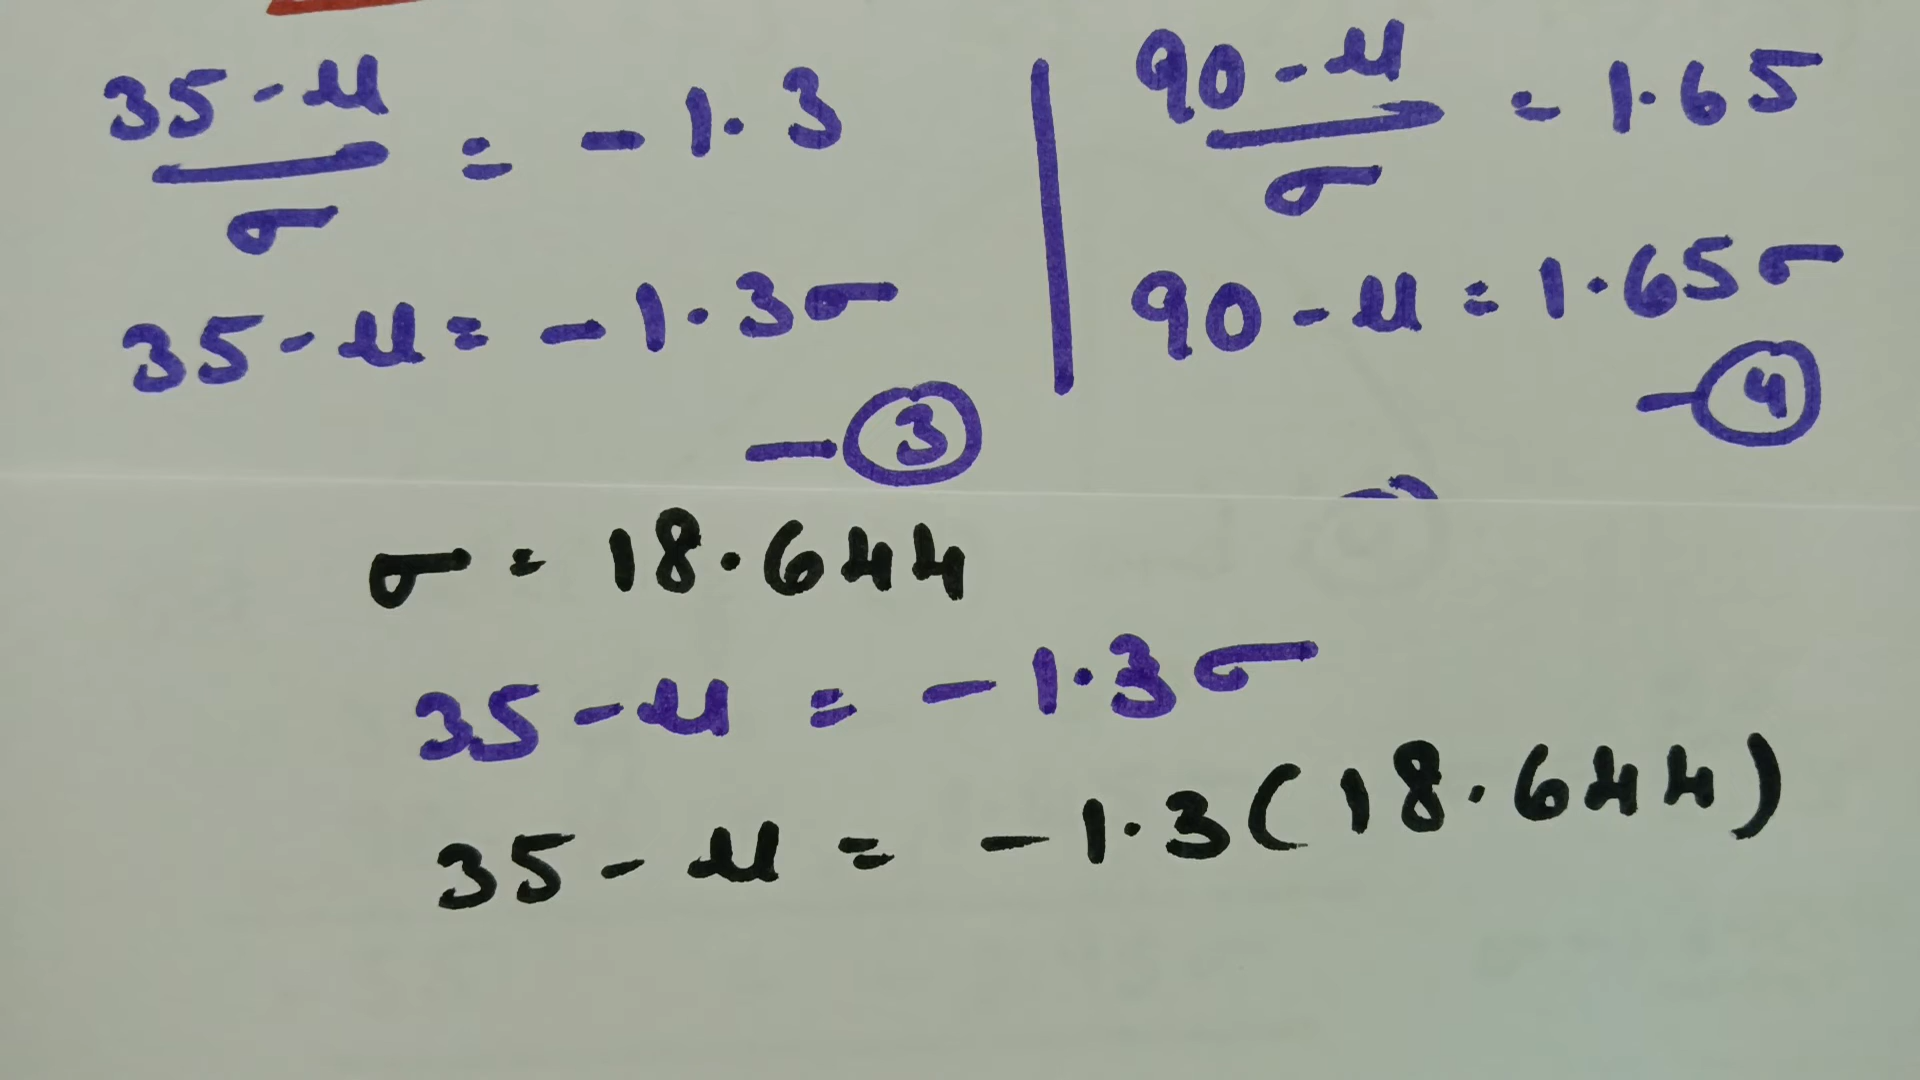 35 - μ / σ = - 1.3
35 - μ = - 1.3σ
- ③
90 - μ / σ = 1.65
90 - μ = 1.65σ
- ④
σ = 18.644
35 - μ = - 1.3σ
35 - μ = - 1.3(18.644)